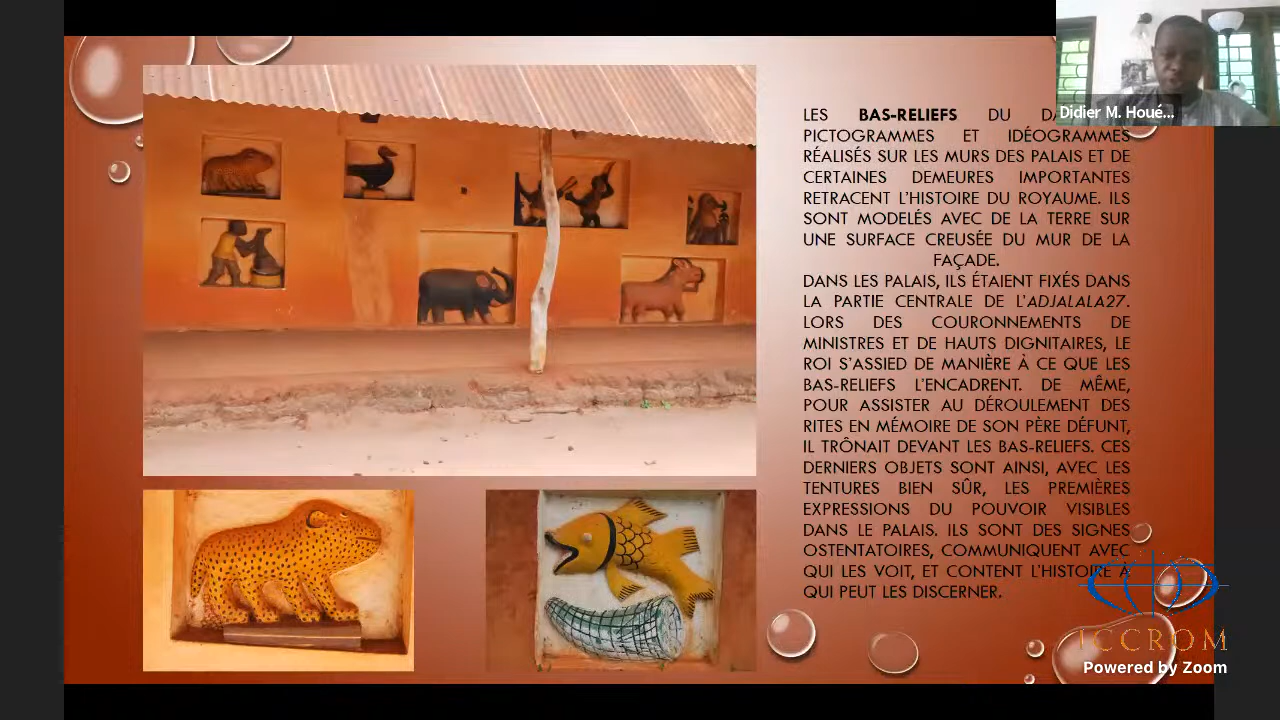 Didier M. Houé...
LES BAS-RELIEFS DU
PICTOGRAMMES ET IDÉOGRAMMES
RÉALISÉS SUR LES MURS DES PALAIS ET DE
CERTAINES DEMEURES IMPORTANTES
RETRACENT L'HISTOIRE DU ROYAUME. ILS
SONT MODELÉS AVEC DE LA TERRE SUR
UNE SURFACE CREUSÉE DU MUR DE LA
FAÇADE.
DANS LES PALAIS, ILS ÉTAIENT FIXÉS DANS
LA PARTIE CENTRALE DE L'ADJALALA27.
LORS DES COURONNEMENTS DE
MINISTRES ET DE HAUTS DIGNITAIRES, LE
ROI S'ASSIED DE MANIÈRE À CE QUE LES
BAS-RELIEFS L'ENCADRENT. DE MÊME,
POUR ASSISTER AU DÉROULEMENT DES
RITES EN MÉMOIRE DE SON PÈRE DÉFUNT,
IL TRÔNAIT DEVANT LES BAS-RELIEFS. CES
DERNIERS OBJETS SONT AINSI, AVEC LES
TENTURES BIEN SÛR, LES PREMIÈRES
EXPRESSIONS DU POUVOIR VISIBLES
DANS LE PALAIS. ILS SONT DES SIGNES
OSTENTATOIRES, COMMUNIQUENT AVEC
QUI LES VOIT, ET CONTENT L'HISTOIRE À
QUI PEUT LES DISCERNER.
ICCROM
Powered by Zoom